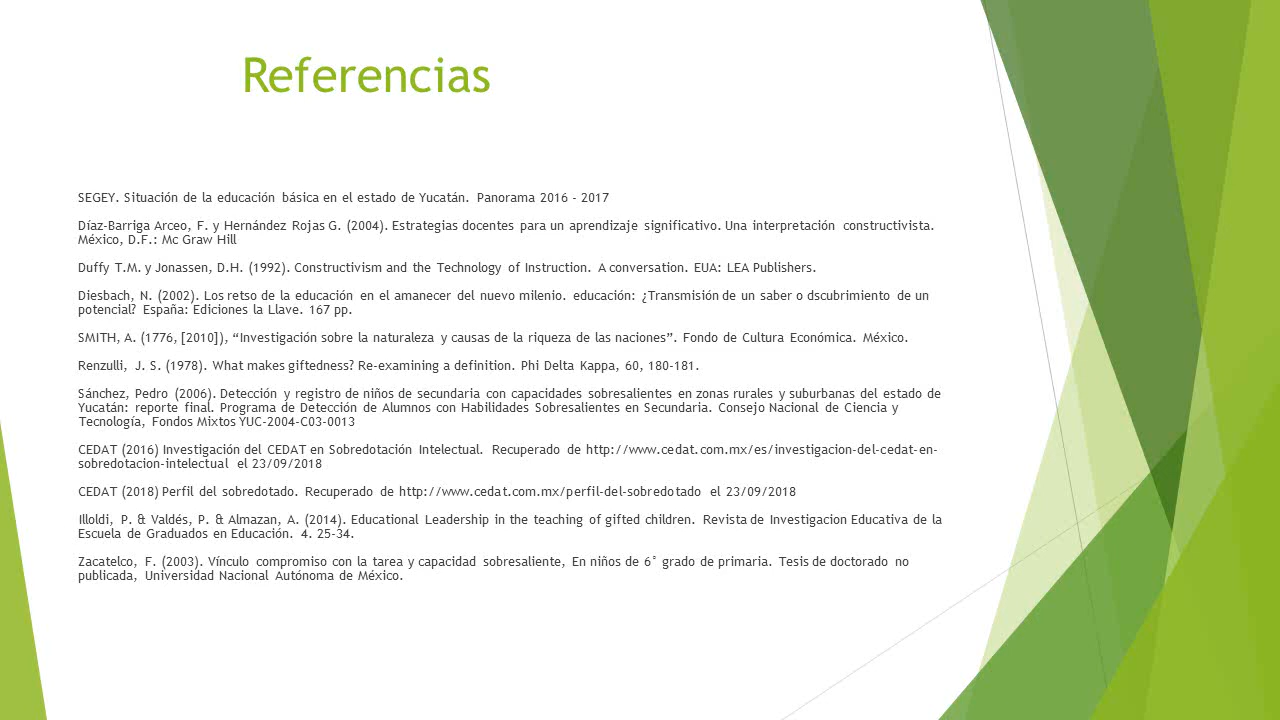 Referencias
SEGEY. Situación de la educación básica en el estado de Yucatán. Panorama 2016 - 2017
Díaz-Barriga Arceo, F. y Hernández Rojas G. (2004). Estrategias docentes para un aprendizaje significativo. Una interpretación constructivista.
México, D.F.: Mc Graw Hill
Duffy T.M. y Jonassen, D.H. (1992). Constructivism and the Technology of Instruction. A conversation. EUA: LEA Publishers.
Diesbach, N. (2002). Los retso de la educación en el amanecer del nuevo milenio. educación: ¿Transmisión de un saber o dscubrimiento de un
potencial? España: Ediciones la Llave. 167 pp.
SMITH, A. (1776, [2010]), “Investigación sobre la naturaleza y causas de la riqueza de las naciones”. Fondo de Cultura Económica. México.
Renzulli, J. S. (1978). What makes giftedness? Re-examining a definition. Phi Delta Kappa, 60, 180-181.
Sánchez, Pedro (2006). Detección y registro de niños de secundaria con capacidades sobresalientes en zonas rurales y suburbanas del estado de
Yucatán: reporte final. Programa de Detección de Alumnos con Habilidades Sobresalientes en Secundaria. Consejo Nacional de Ciencia y
Tecnología, Fondos Mixtos YUC-2004-C03-0013
CEDAT (2016) Investigación del CEDAT en Sobredotación Intelectual. Recuperado de http://www.cedat.com.mx/es/investigacion-del-cedat-en-
sobredotacion-intelectual el 23/09/2018
CEDAT (2018) Perfil del sobredotado. Recuperado de http://www.cedat.com.mx/perfil-del-sobredotado el 23/09/2018
Illoldi, P. & Valdés, P. & Almazan, A. (2014). Educational Leadership in the teaching of gifted children. Revista de Investigacion Educativa de la
Escuela de Graduados en Educación. 4. 25-34.
Zacatelco, F. (2003). Vínculo compromiso con la tarea y capacidad sobresaliente, En niños de 6° grado de primaria. Tesis de doctorado no
publicada, Universidad Nacional Autónoma de México.